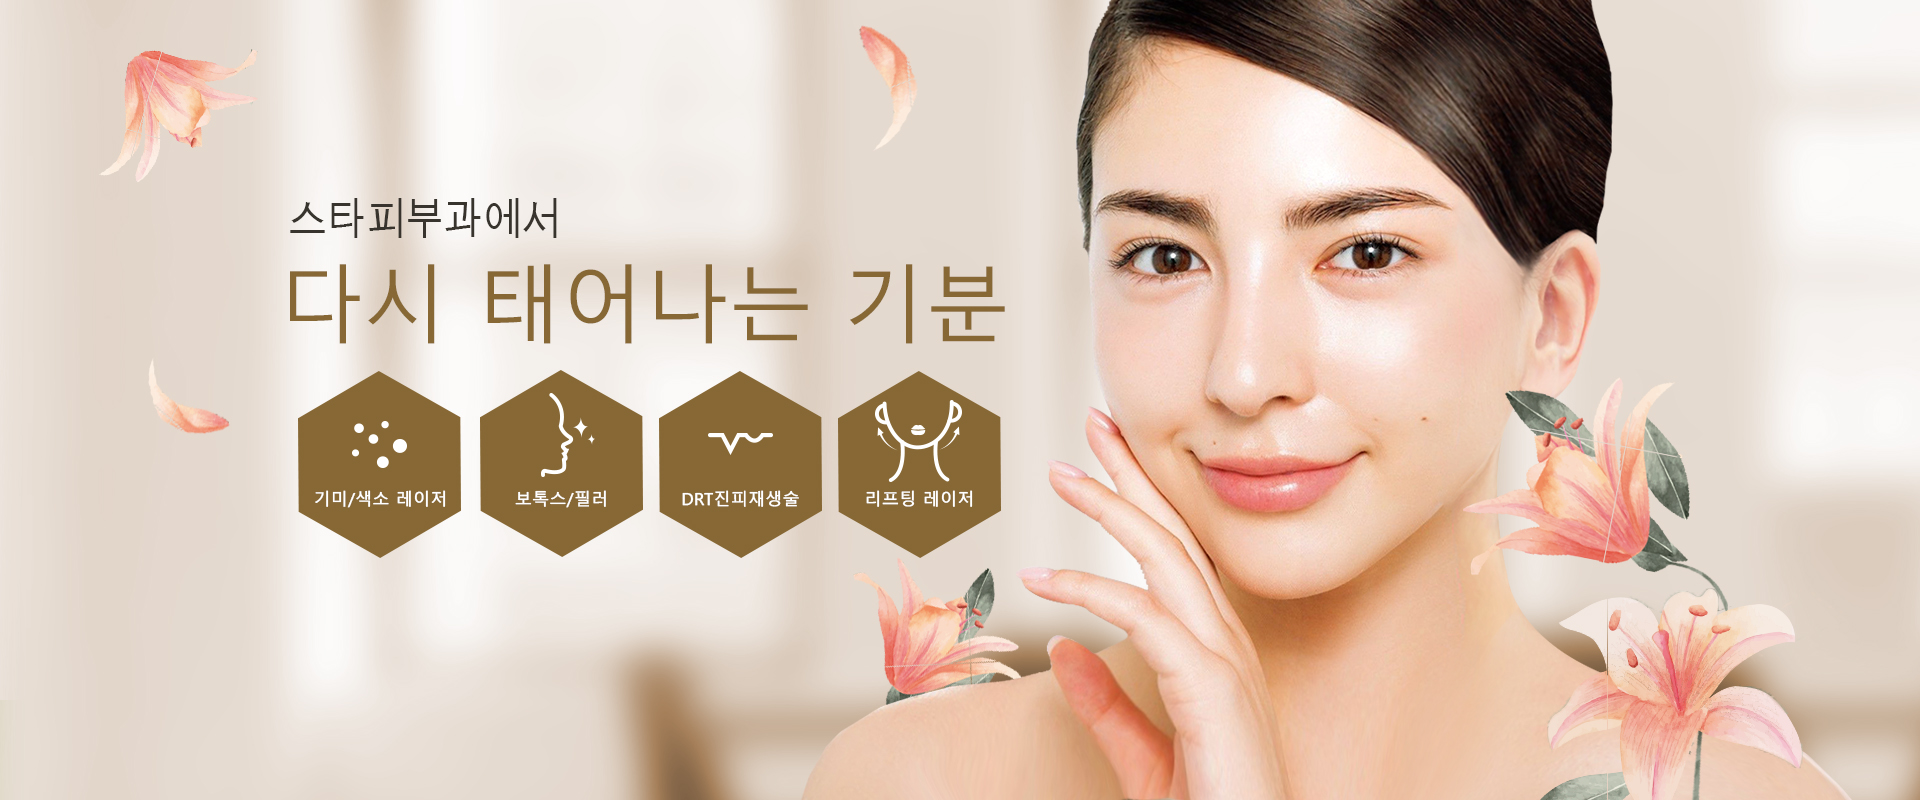 스타피부과에서
다시 태어나는 기분
기미/색소 레이저
보톡스/필러
DRT진피재생술
리프팅 레이저